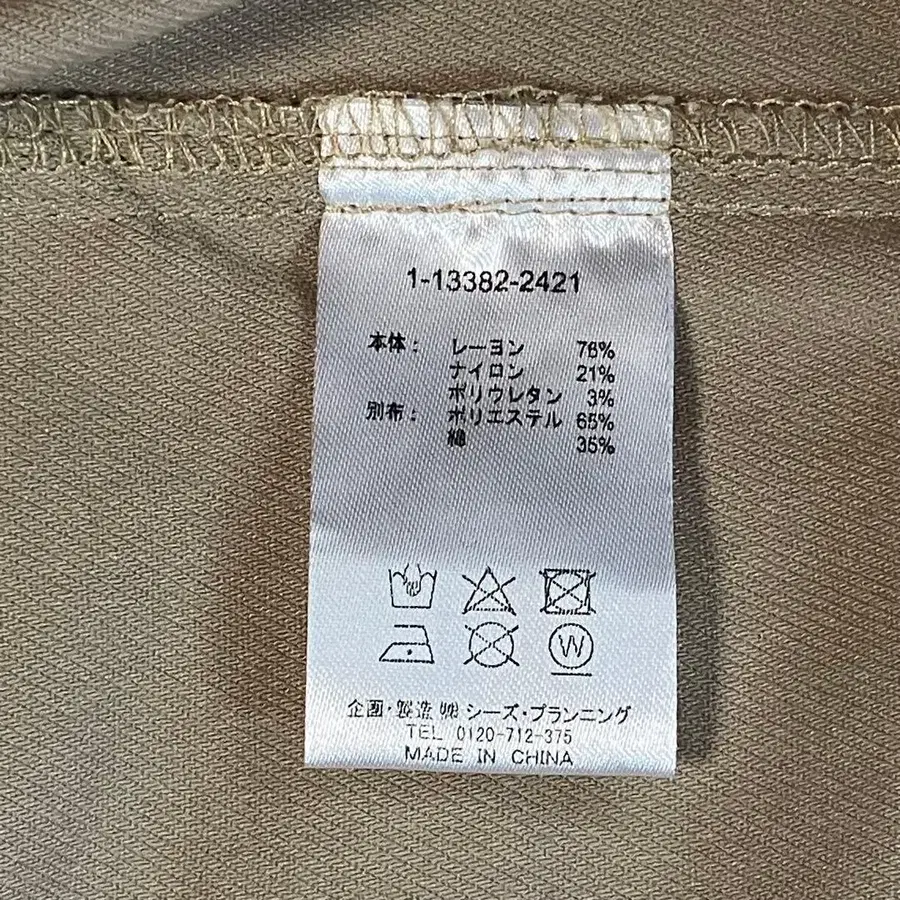 1-13382-2421
本体: レーヨン 76%
ナイロン 21%
ポリウレタン 3%
別布: ポリエステル 65%
綿 35%
W
企画・製造 ㈱ シーズ・プランニング
TEL 0120-712-375
MADE IN CHINA